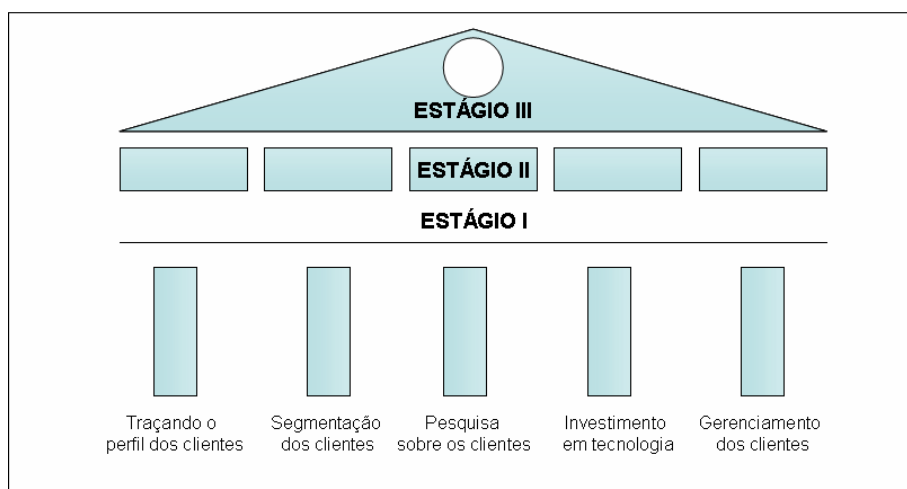 ESTÁGIO III
ESTÁGIO II
ESTÁGIO I
Traçando o
perfil dos clientes
Segmentação
dos clientes
Pesquisa
sobre os clientes
Investimento
em tecnologia
Gerenciamento
dos clientes